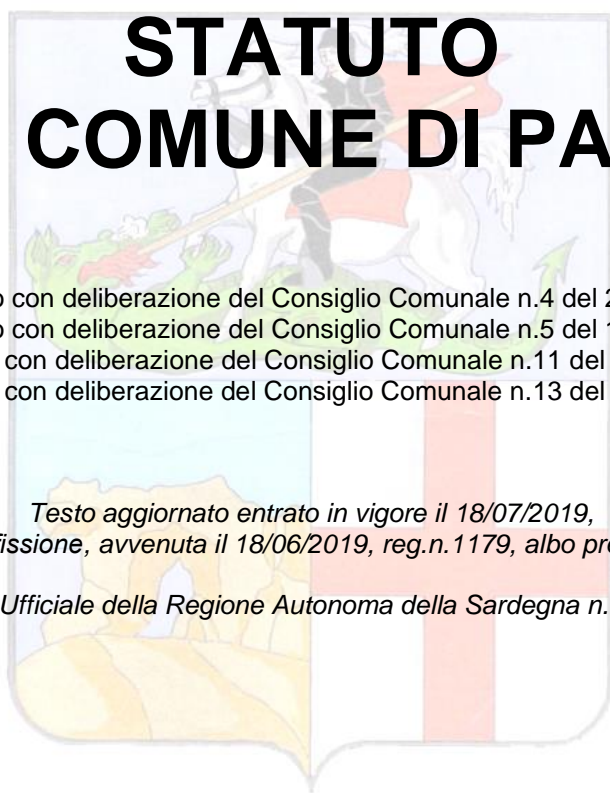 STATUTO
COMUNE DI PA
o con deliberazione del Consiglio Comunale n.4 del 2
o con deliberazione del Consiglio Comunale n.5 del 1
con deliberazione del Consiglio Comunale n.11 del
con deliberazione del Consiglio Comunale n.13 del
Testo aggiornato entrato in vigore il 18/07/2019,
fissione, avvenuta il 18/06/2019, reg.n.1179, albo pre
Ufficiale della Regione Autonoma della Sardegna n.